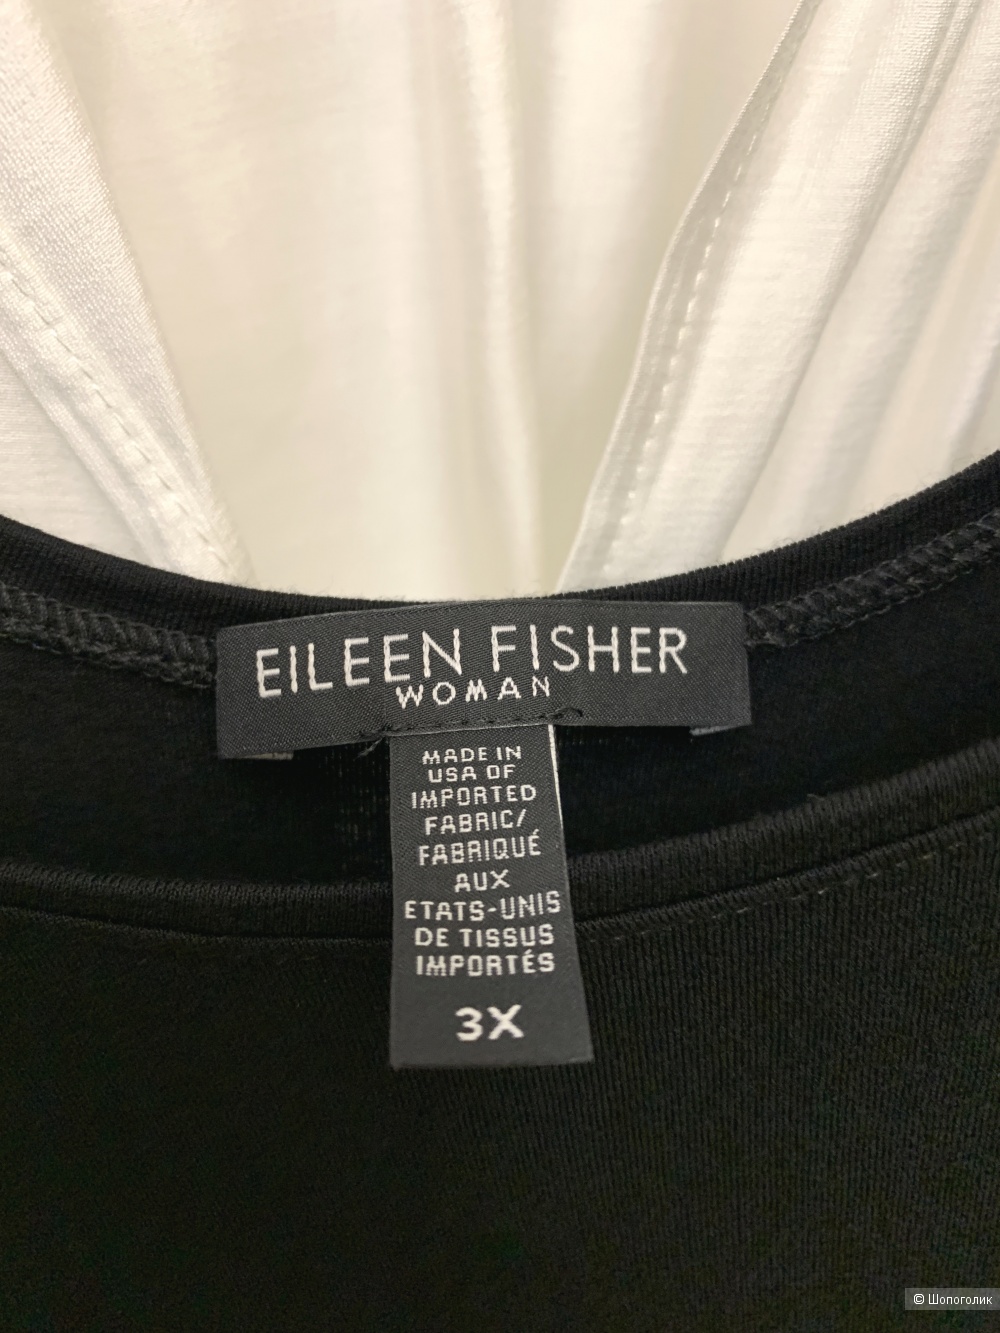 EILEEN FISHER
WOMAN
MADE IN
USA OF
IMPORTED
FABRIC/
FABRIQUÉ
AUX
ETATS-UNIS
DE TISSUS
IMPORTÉS
3X
© Шопоголик